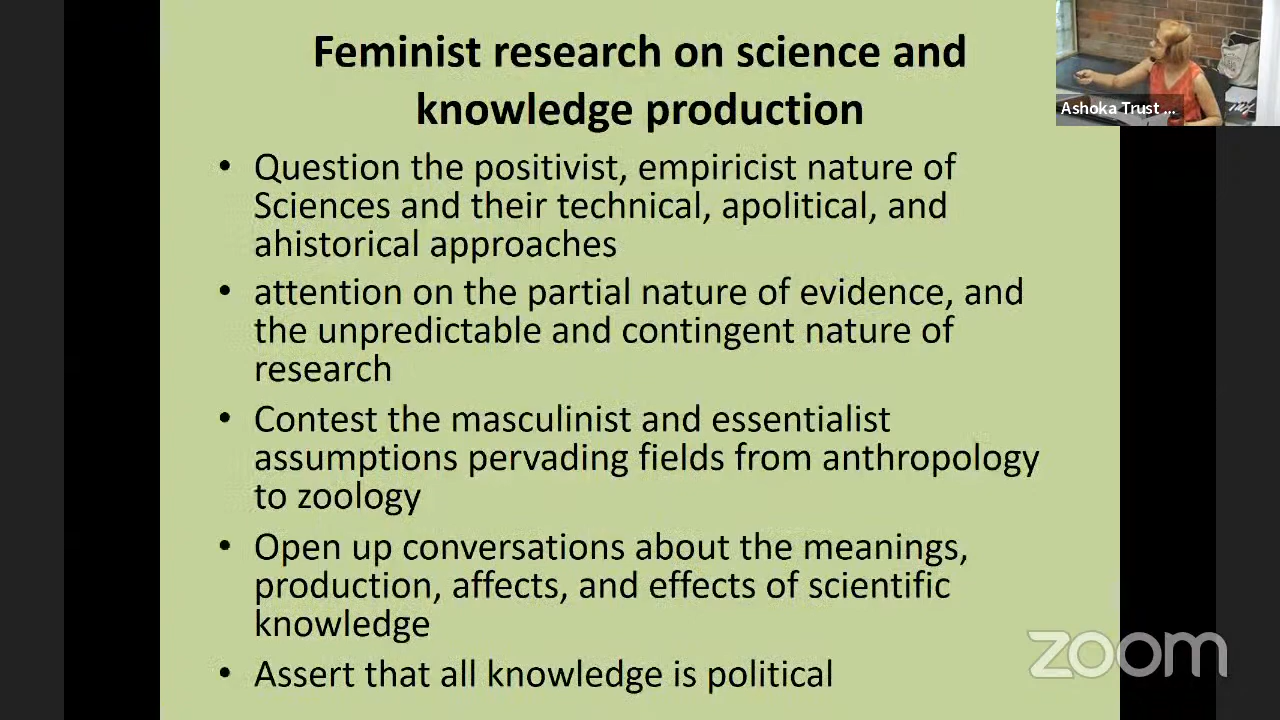 Feminist research on science and
knowledge production
• Question the positivist, empiricist nature of
Sciences and their technical, apolitical, and
ahistorical approaches
• attention on the partial nature of evidence, and
the unpredictable and contingent nature of
research
• Contest the masculinist and essentialist
assumptions pervading fields from anthropology
to zoology
• Open up conversations about the meanings,
production, affects, and effects of scientific
knowledge
• Assert that all knowledge is political
Ashoka Trust ...
zoom